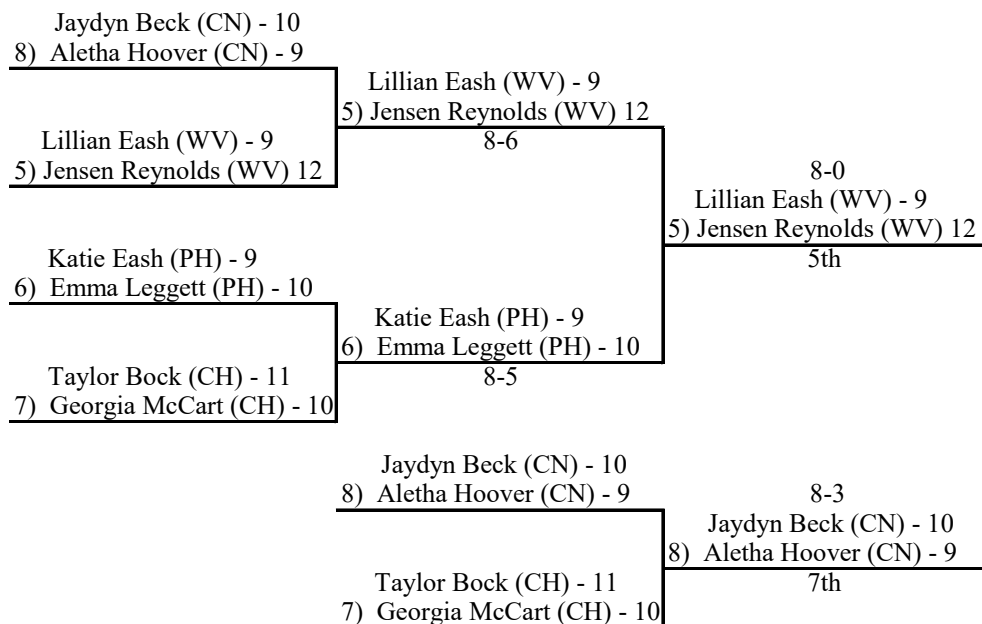 Jaydyn Beck (CN) - 10
8) Aletha Hoover (CN) - 9
Lillian Eash (WV) - 9
5) Jensen Reynolds (WV) 12
8-6
Lillian Eash (WV) - 9
5) Jensen Reynolds (WV) 12
8-0
Lillian Eash (WV) - 9
5) Jensen Reynolds (WV) 12
5th
Katie Eash (PH) - 9
6) Emma Leggett (PH) - 10
Katie Eash (PH) - 9
6) Emma Leggett (PH) - 10
8-5
Taylor Bock (CH) - 11
7) Georgia McCart (CH) - 10
Jaydyn Beck (CN) - 10
8) Aletha Hoover (CN) - 9
8-3
Jaydyn Beck (CN) - 10
8) Aletha Hoover (CN) - 9
7th
Taylor Bock (CH) - 11
7) Georgia McCart (CH) - 10